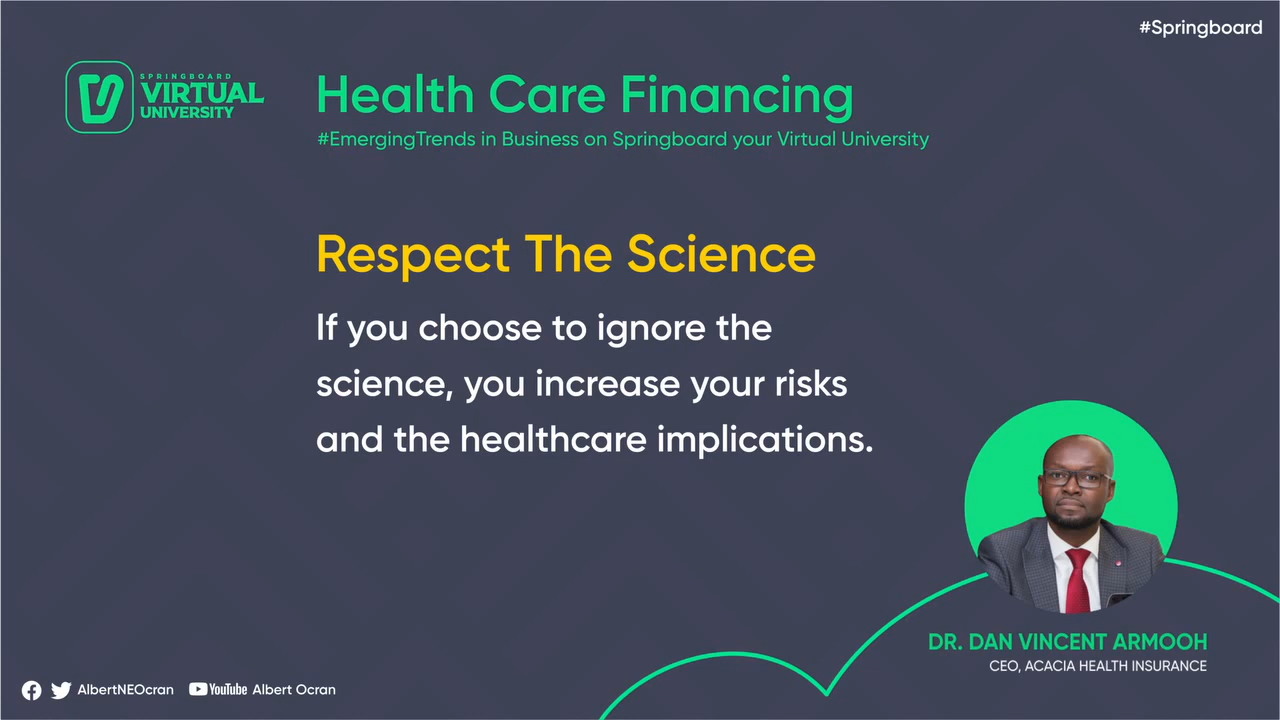 #Springboard
SPRINGBOARD
VIRTUAL
UNIVERSITY
Health Care Financing
#EmergingTrends in Business on Springboard your Virtual University
Respect The Science
If you choose to ignore the
science, you increase your risks
and the healthcare implications.
DR. DAN VINCENT ARMOOH
CEO, ACACIA HEALTH INSURANCE
AlbertNEOcran
YouTube Albert Ocran